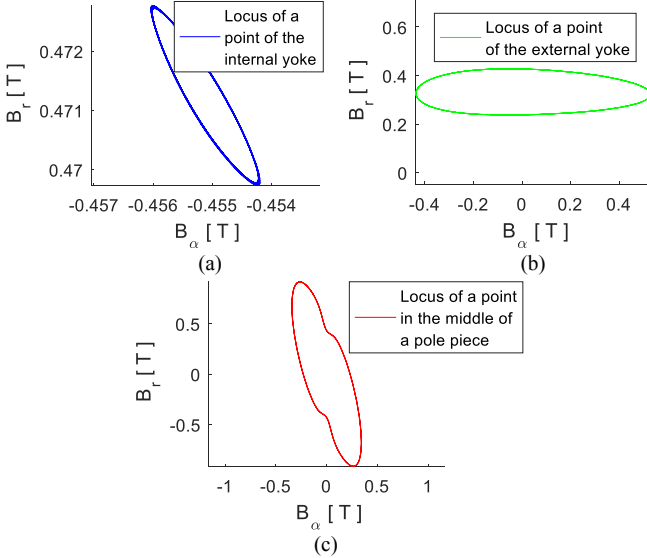 0.472
0.471
0.47
B_r [ T ]
-0.457 -0.456 -0.455 -0.454
B_α [ T ]
Locus of a
point of the
internal yoke
(a)
0.6
0.4
0.2
0
B_r [ T ]
-0.4 -0.2 0 0.2 0.4
B_α [ T ]
Locus of a point
of the external yoke
(b)
0.5
0
-0.5
B_r [ T ]
-1 -0.5 0 0.5 1
B_α [ T ]
Locus of a point
in the middle of
a pole piece
(c)